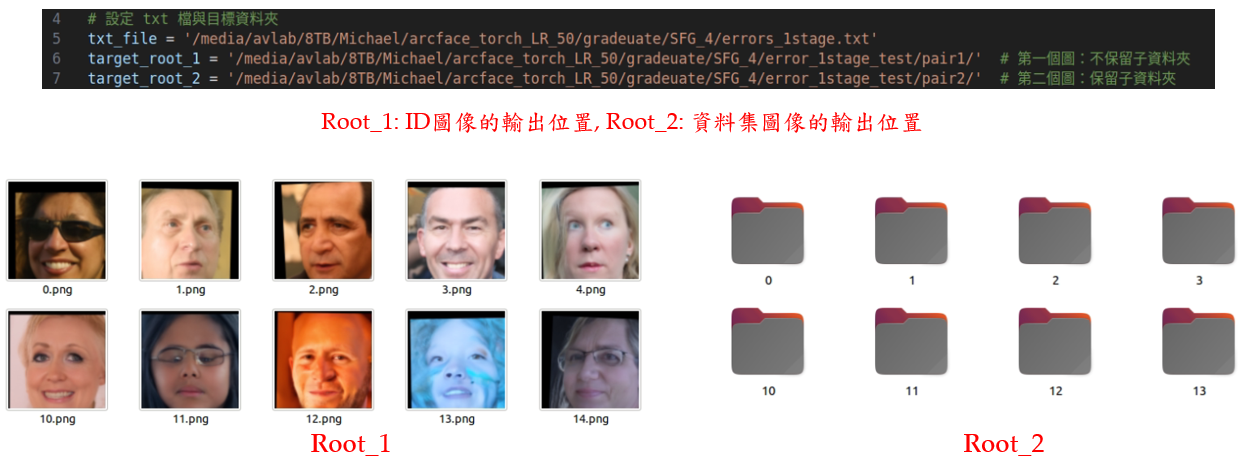 4 # 設定 txt 檔與目標資料夾
5 txt_file = '/media/avlab/8TB/Michael/arcface_torch_LR_50/gradeuate/SFG_4/errors_1stage.txt'
6 target_root_1 = '/media/avlab/8TB/Michael/arcface_torch_LR_50/gradeuate/SFG_4/error_1stage_test/pair1/' # 第一個圖：不保留子資料夾
7 target_root_2 = '/media/avlab/8TB/Michael/arcface_torch_LR_50/gradeuate/SFG_4/error_1stage_test/pair2/' # 第二個圖：保留子資料夾
Root_1: ID圖像的輸出位置, Root_2: 資料集圖像的輸出位置
0.png 1.png 2.png 3.png 4.png
10.png 11.png 12.png 13.png 14.png
Root_1
0 1 2 3
10 11 12 13
Root_2